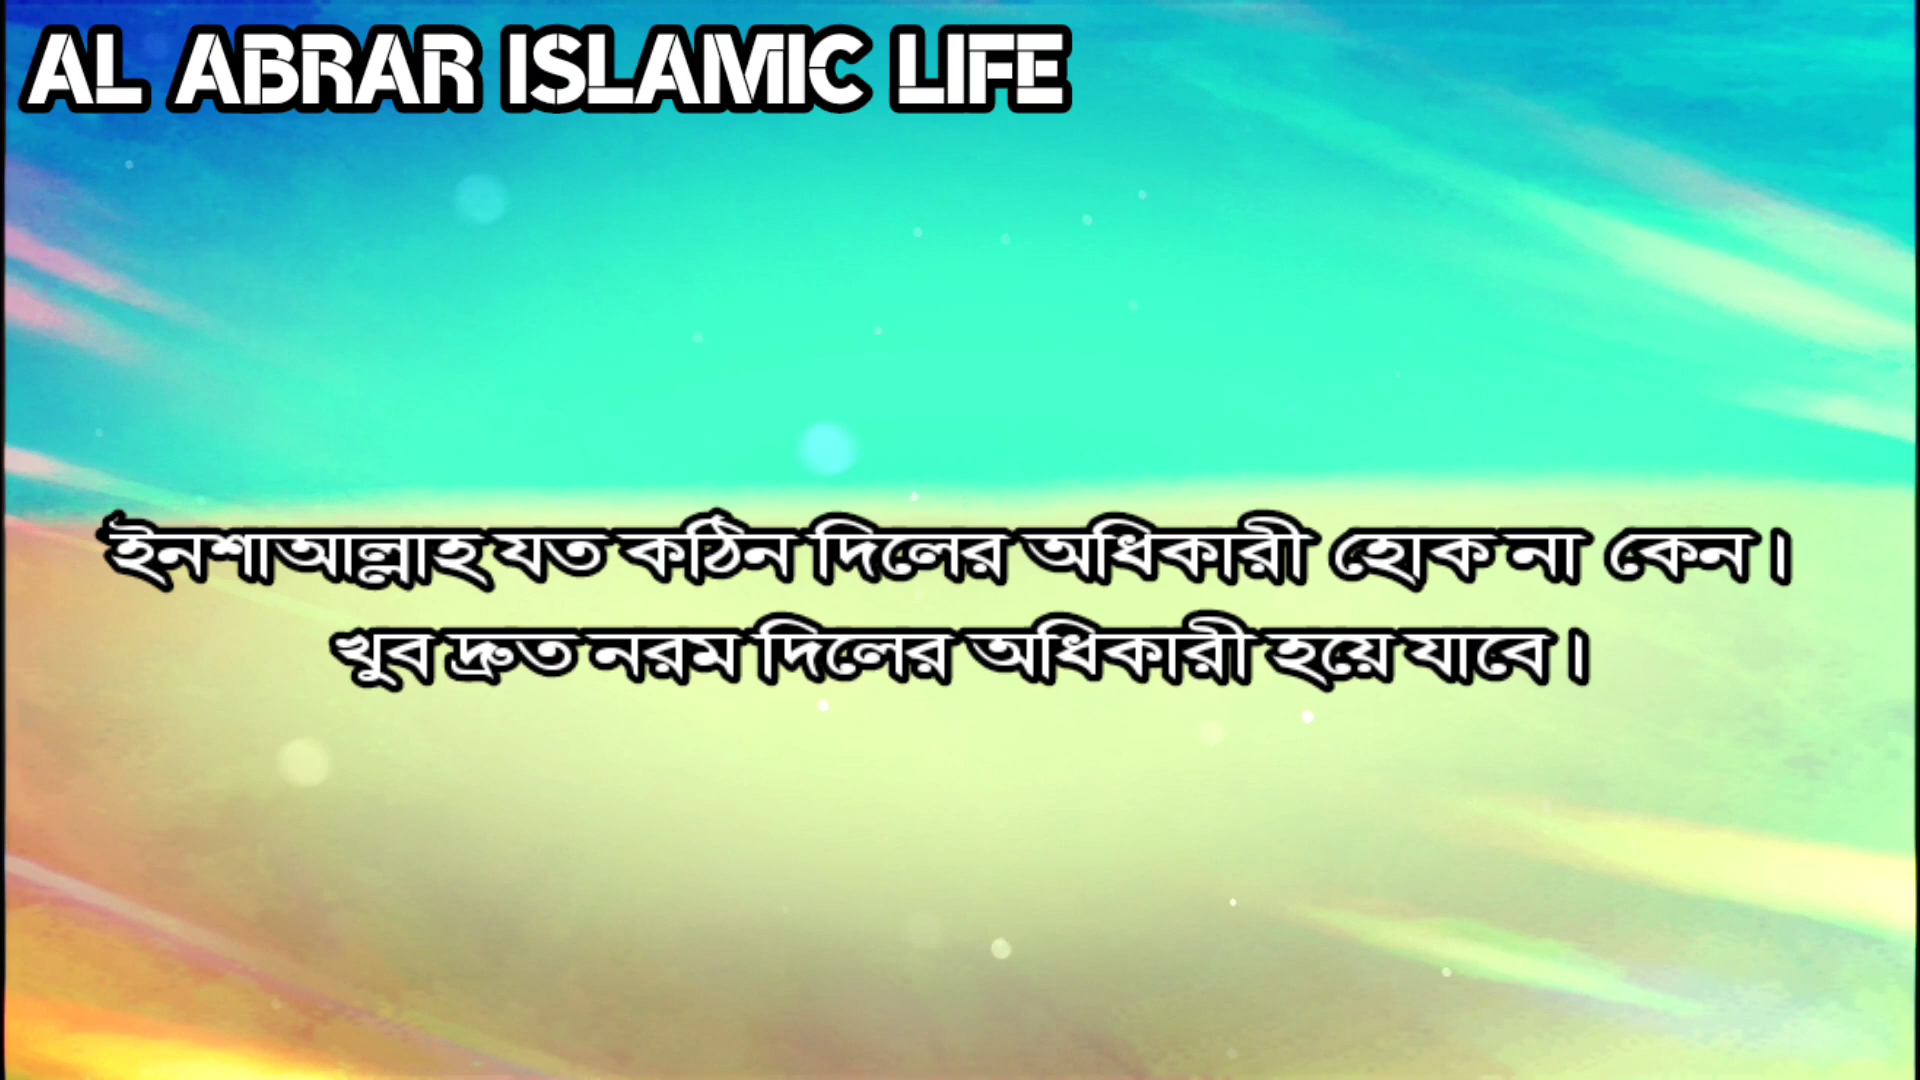 AL ABRAR ISLAMIC LIFE
ইনশাআল্লাহ যত কঠিন দিলের অধিকারী হোক না কেন।
খুব দ্রুত নরম দিলের অধিকারী হয়ে যাবে।